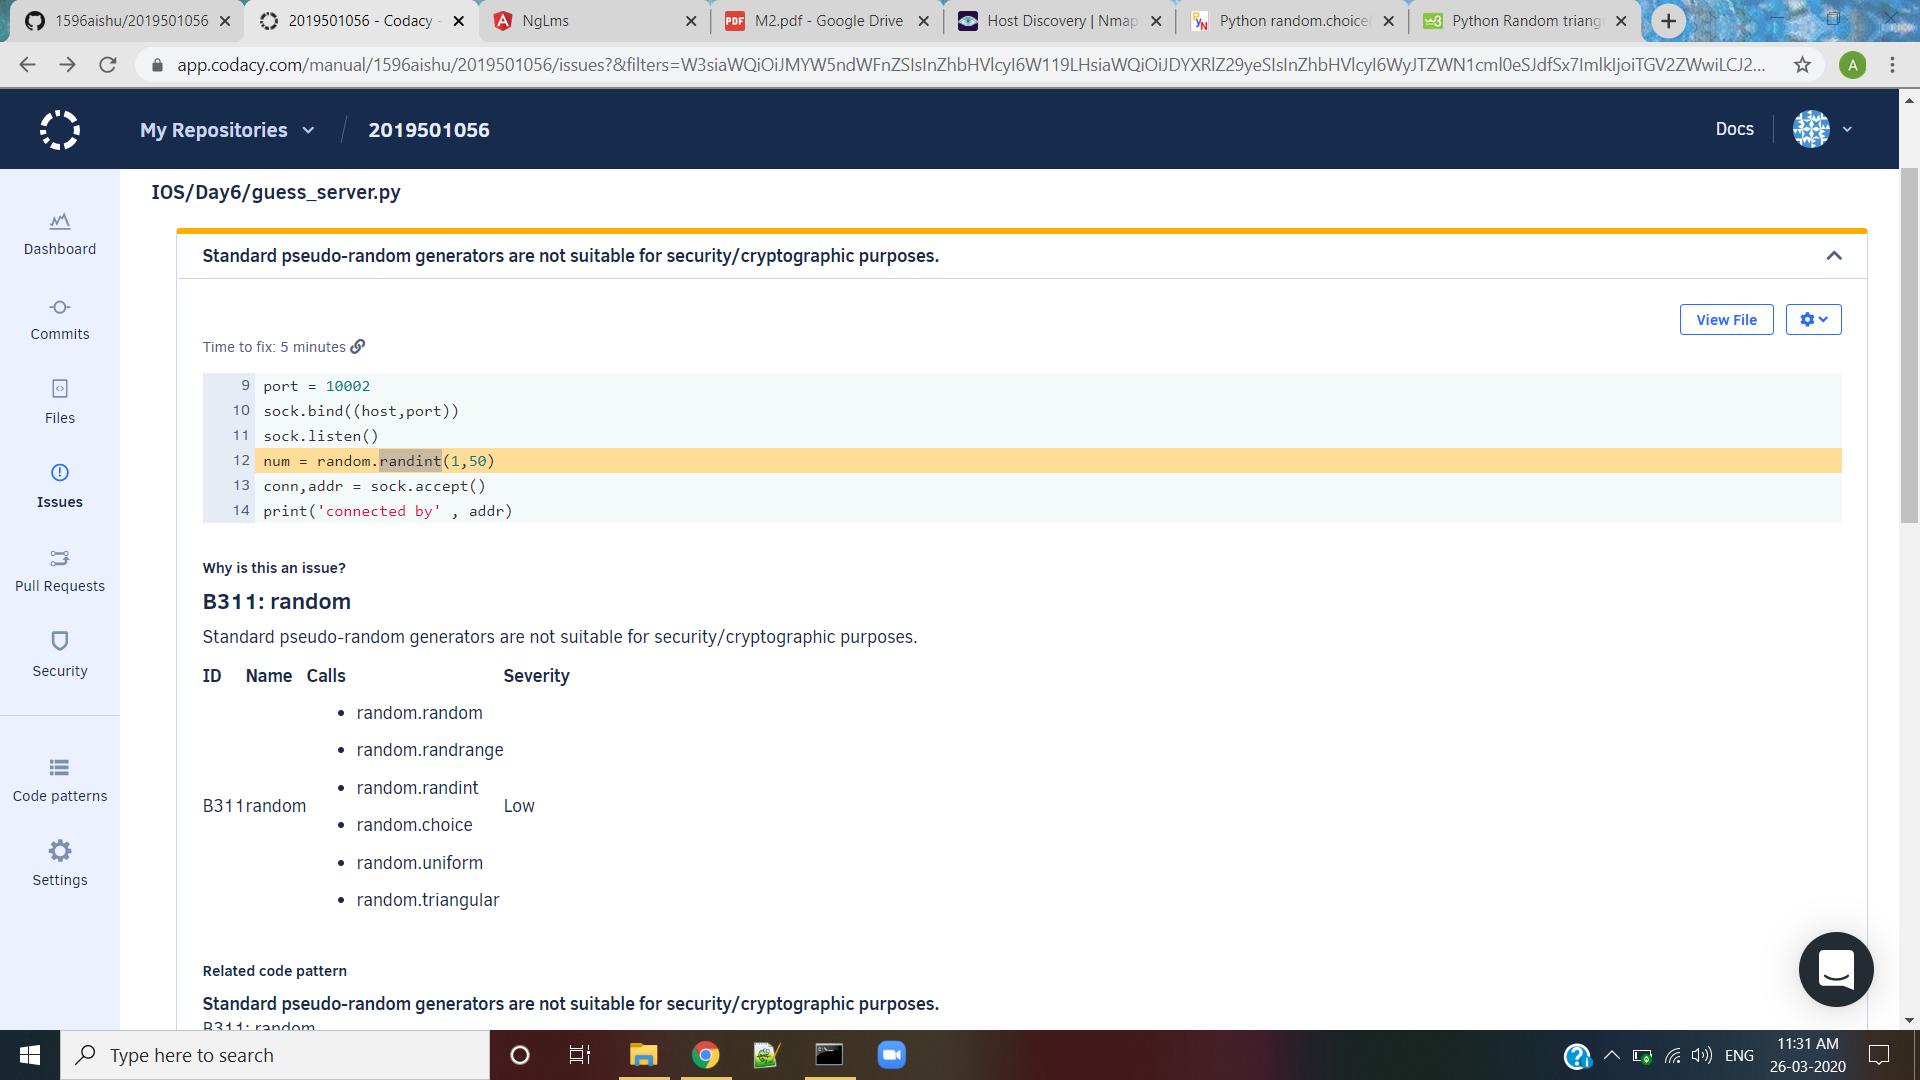 1596aishu/2019501056
2019501056 - Codacy -
NgLms
M2.pdf - Google Drive
Host Discovery | Nmap
Python random.choice(
Python Random triang
app.codacy.com/manual/1596aishu/2019501056/issues?&filters=W3siaWQiOiJMYW5ndWFnZSIsInZhbHVlcyI6W119LHsiaWQiOiJDYXRlZ29yeSIsInZhbHVlcyI6WyJTZWN1cml0eSJdfSx7ImlkIjoiTGV2ZWwiLCJ2...
A
My Repositories
2019501056
Docs
Dashboard
Commits
Files
Issues
Pull Requests
Security
Code patterns
Settings
IOS/Day6/guess_server.py
Standard pseudo-random generators are not suitable for security/cryptographic purposes.
View File
Time to fix: 5 minutes
9 port = 10002
10 sock.bind((host,port))
11 sock.listen()
12 num = random.randint(1,50)
13 conn,addr = sock.accept()
14 print('connected by' , addr)
Why is this an issue?
B311: random
Standard pseudo-random generators are not suitable for security/cryptographic purposes.
ID Name Calls Severity
• random.random
• random.randrange
• random.randint
B311 random Low
• random.choice
• random.uniform
• random.triangular
Related code pattern
Standard pseudo-random generators are not suitable for security/cryptographic purposes.
B311: random
Type here to search
ENG
11:31 AM
26-03-2020